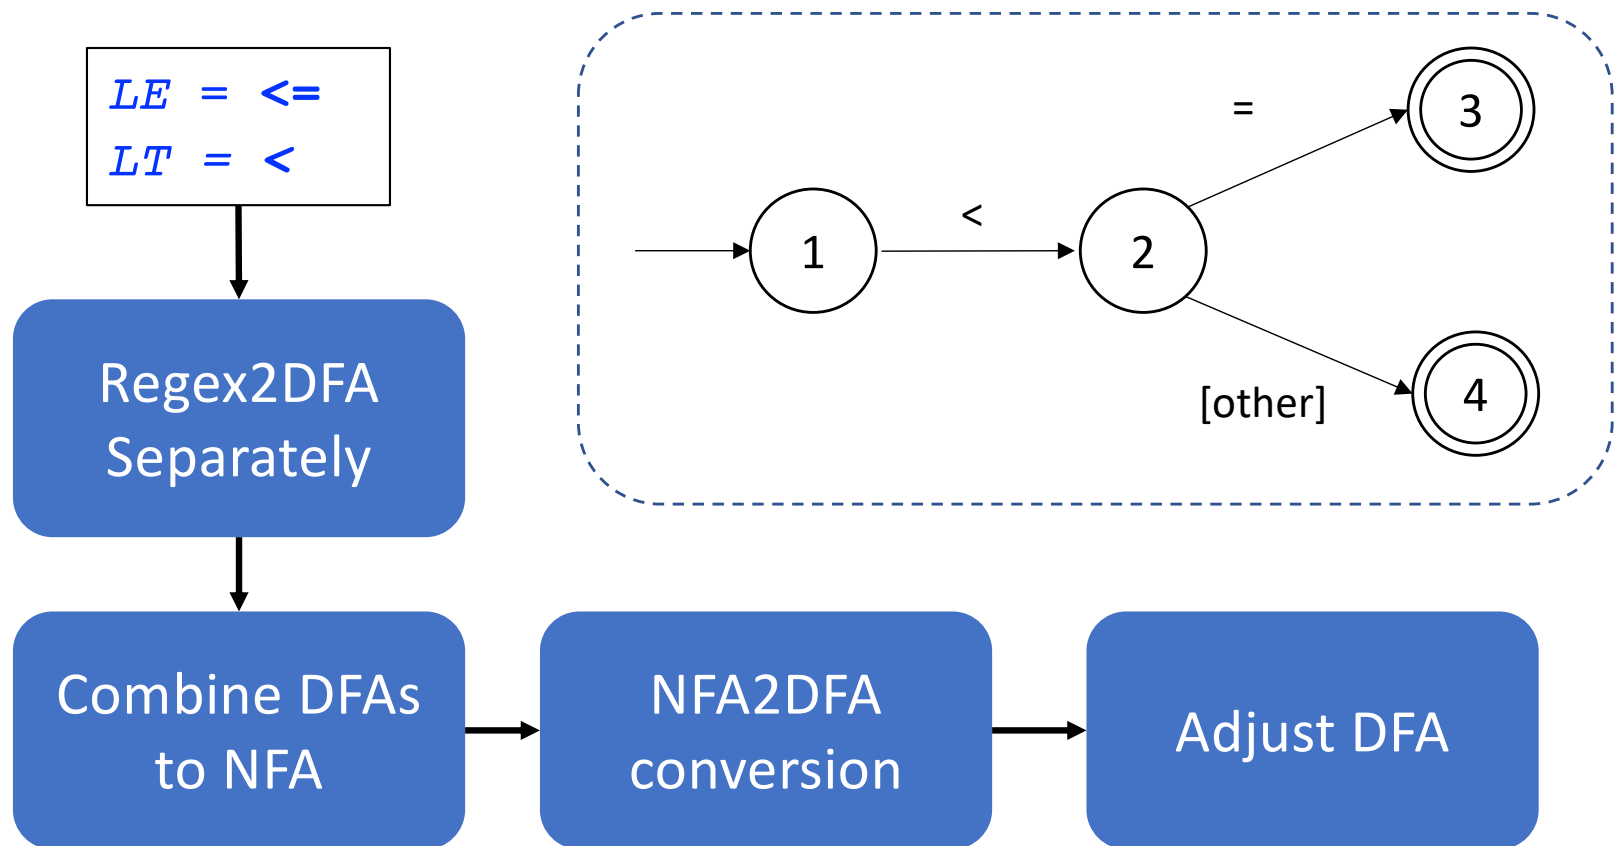 LE = <=
LT = <
=
3
1
<
2
[other]
4
Regex2DFA
Separately
Combine DFAs
to NFA
NFA2DFA
conversion
Adjust DFA